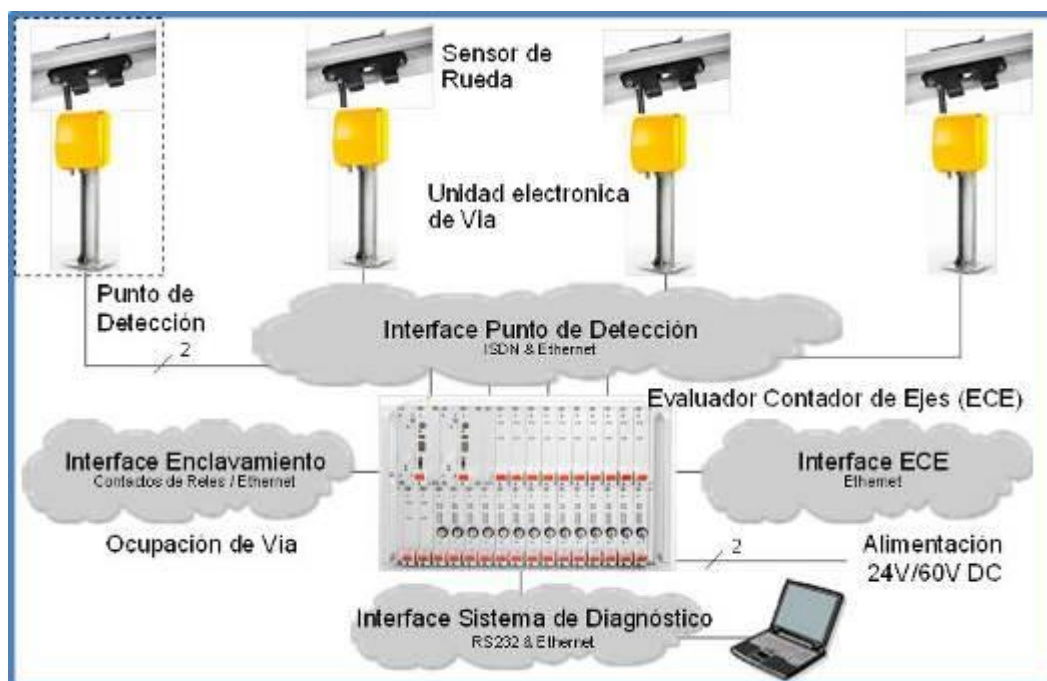 Sensor de
Rueda
Unidad electronica
de Via
Punto de
Detección
2
Interface Punto de Detección
ISDN & Ethernet
Evaluador Contador de Ejes (ECE)
Interface Enclavamiento
Contados de Reles / Ethernet
Interface ECE
Ethernet
Ocupación de Via
2
Alimentación
24V/60V DC
Interface Sistema de Diagnóstico
RS232 & Ethernet